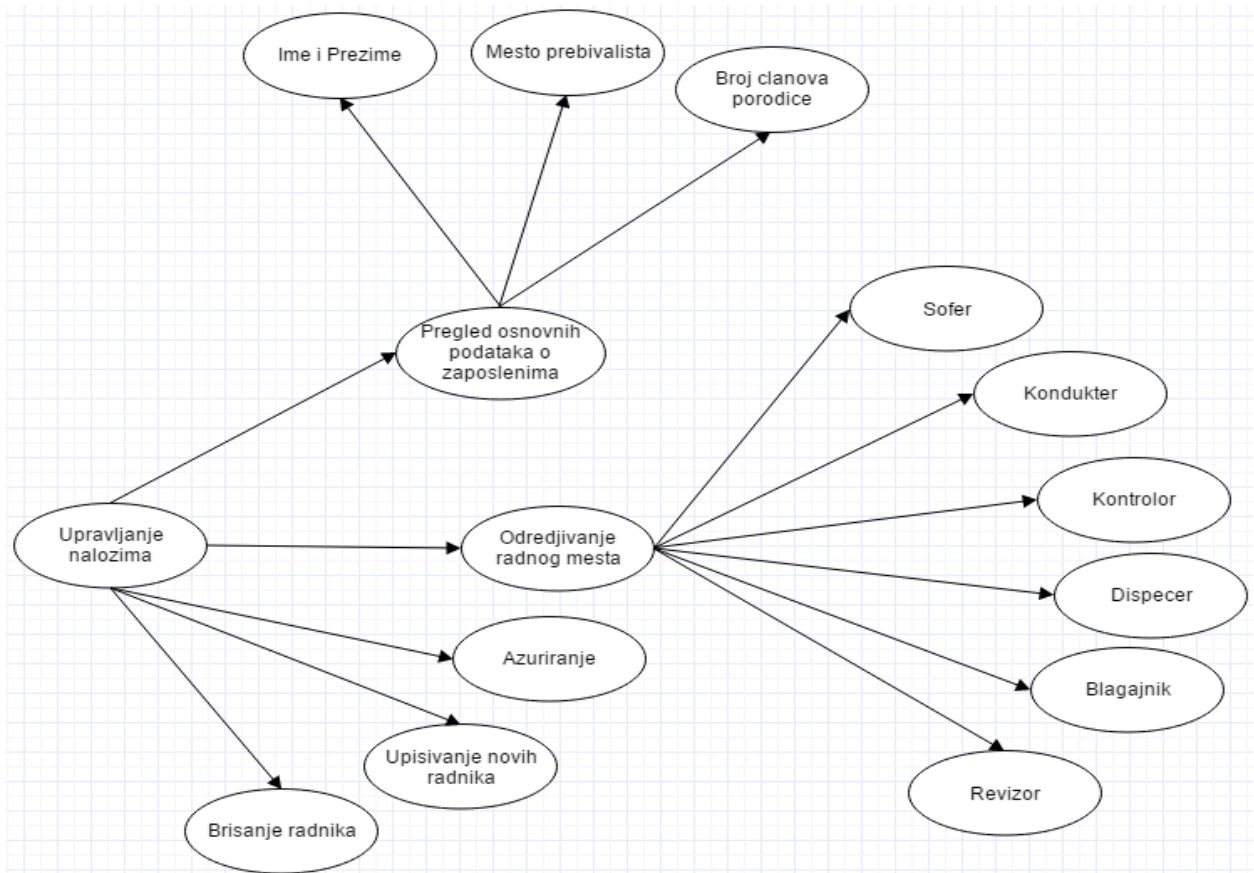 Ime i Prezime
Mesto prebivalista
Broj clanova
porodice
Pregled osnovnih
podataka o
zaposlenima
Sofer
Kondukter
Kontrolor
Upravljanje
nalozima
Odredjivanje
radnog mesta
Dispecer
Azuriranje
Blagajnik
Upisivanje novih
radnika
Revizor
Brisanje radnika